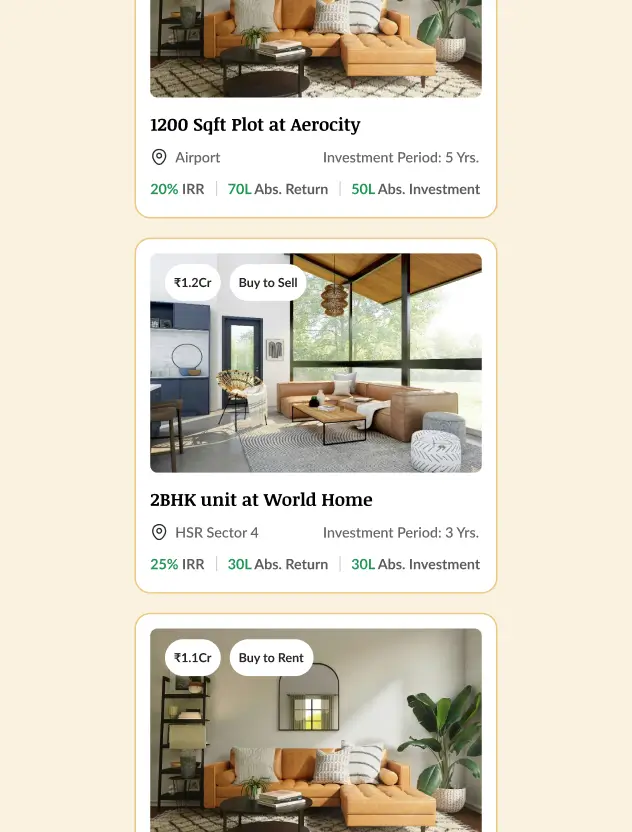 1200 Sqft Plot at Aerocity
Airport Investment Period: 5 Yrs.
20% IRR 70L Abs. Return 50L Abs. Investment
₹1.2Cr Buy to Sell
2BHK unit at World Home
HSR Sector 4 Investment Period: 3 Yrs.
25% IRR 30L Abs. Return 30L Abs. Investment
₹1.1Cr Buy to Rent